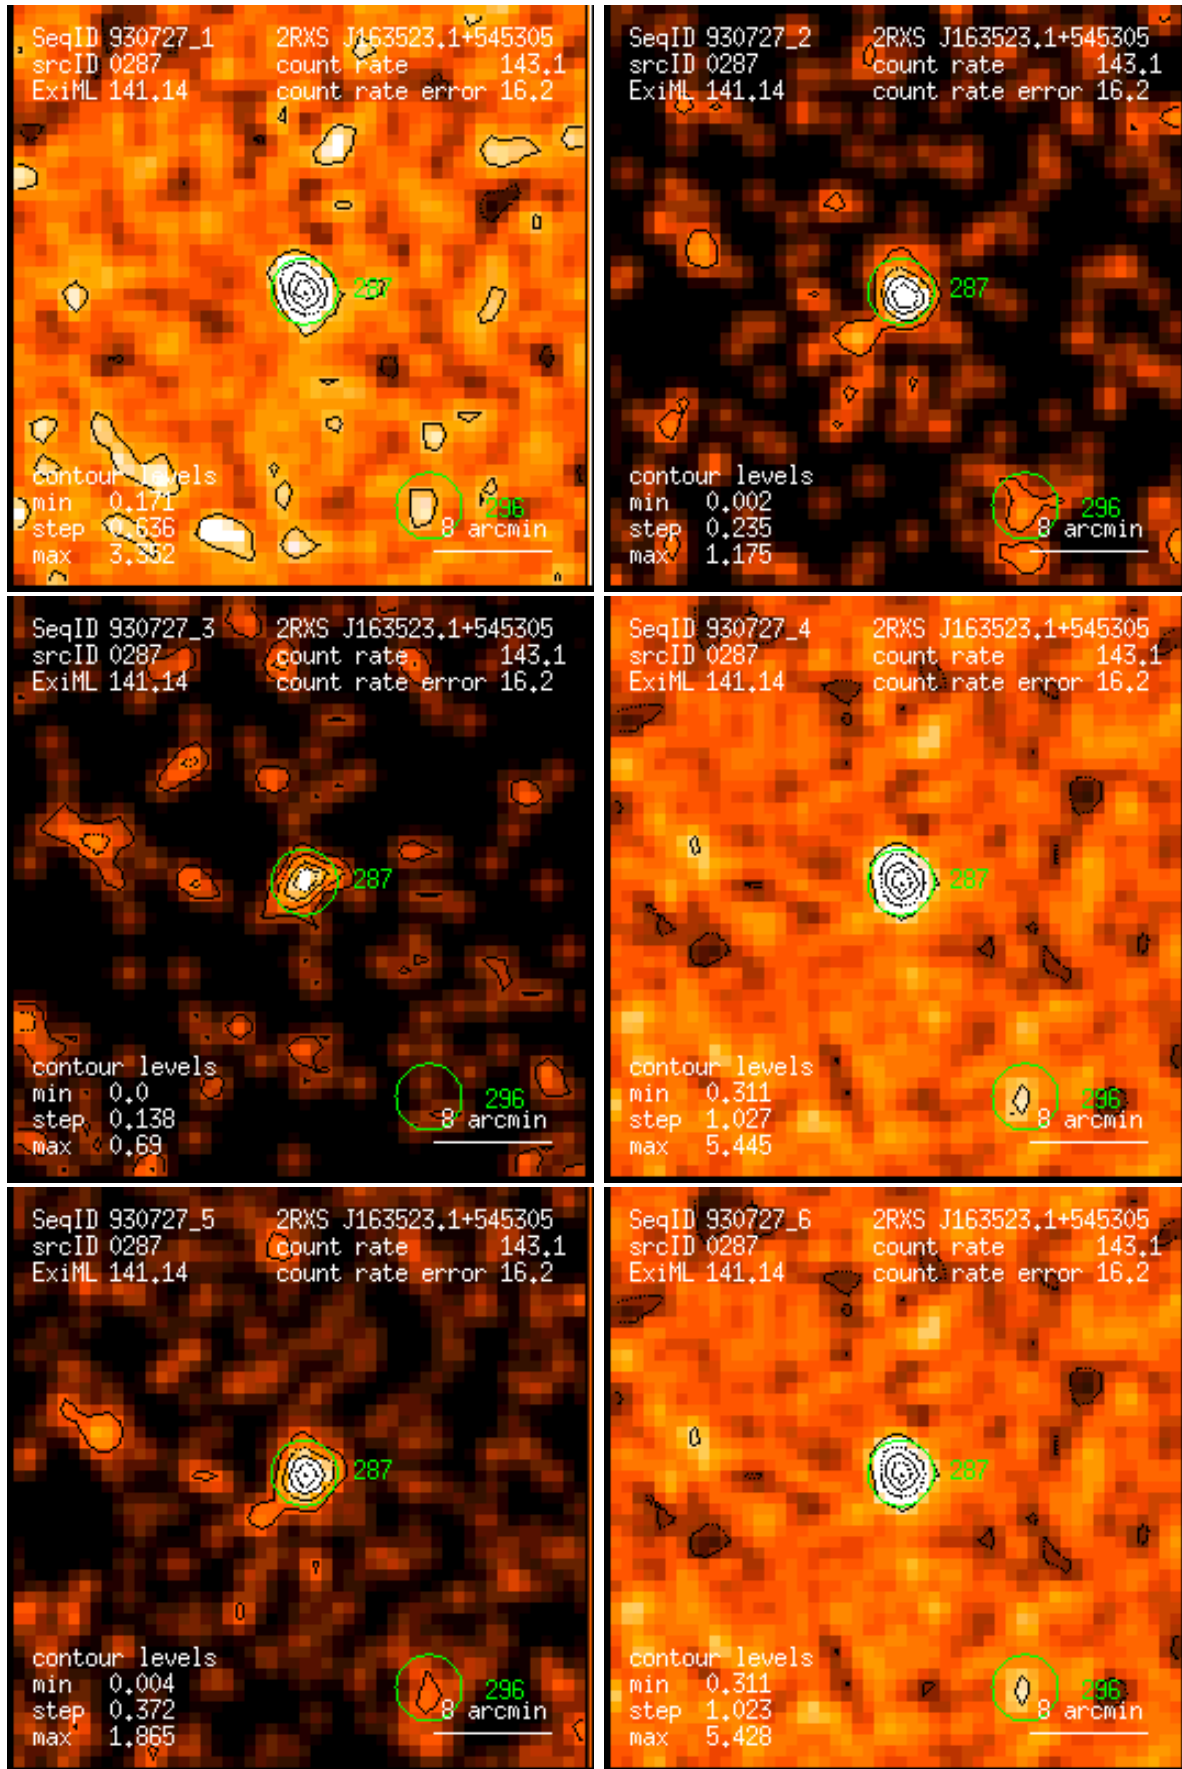 SeqID 930727_1 2RXS J163523.1+545305
srcID 0287 count rate 143.1
ExiML 141.14 count rate error 16.2
287
contour levels
min 0.171
296
step 0.636
8 arcmin
max 3.352
SeqID 930727_2 2RXS J163523.1+545305
srcID 0287 count rate 143.1
ExiML 141.14 count rate error 16.2
287
contour levels
min 0.002
296
step 0.235
8 arcmin
max 1.175
SeqID 930727_3 2RXS J163523.1+545305
srcID 0287 count rate 143.1
ExiML 141.14 count rate error 16.2
287
contour levels
min 0.0
296
step 0.138
8 arcmin
max 0.69
SeqID 930727_4 2RXS J163523.1+545305
srcID 0287 count rate 143.1
ExiML 141.14 count rate error 16.2
287
contour levels
min 0.311
296
step 1.027
8 arcmin
max 5.445
SeqID 930727_5 2RXS J163523.1+545305
srcID 0287 count rate 143.1
ExiML 141.14 count rate error 16.2
287
contour levels
min 0.004
296
step 0.372
8 arcmin
max 1.865
SeqID 930727_6 2RXS J163523.1+545305
srcID 0287 count rate 143.1
ExiML 141.14 count rate error 16.2
287
contour levels
min 0.311
296
step 1.023
8 arcmin
max 5.428